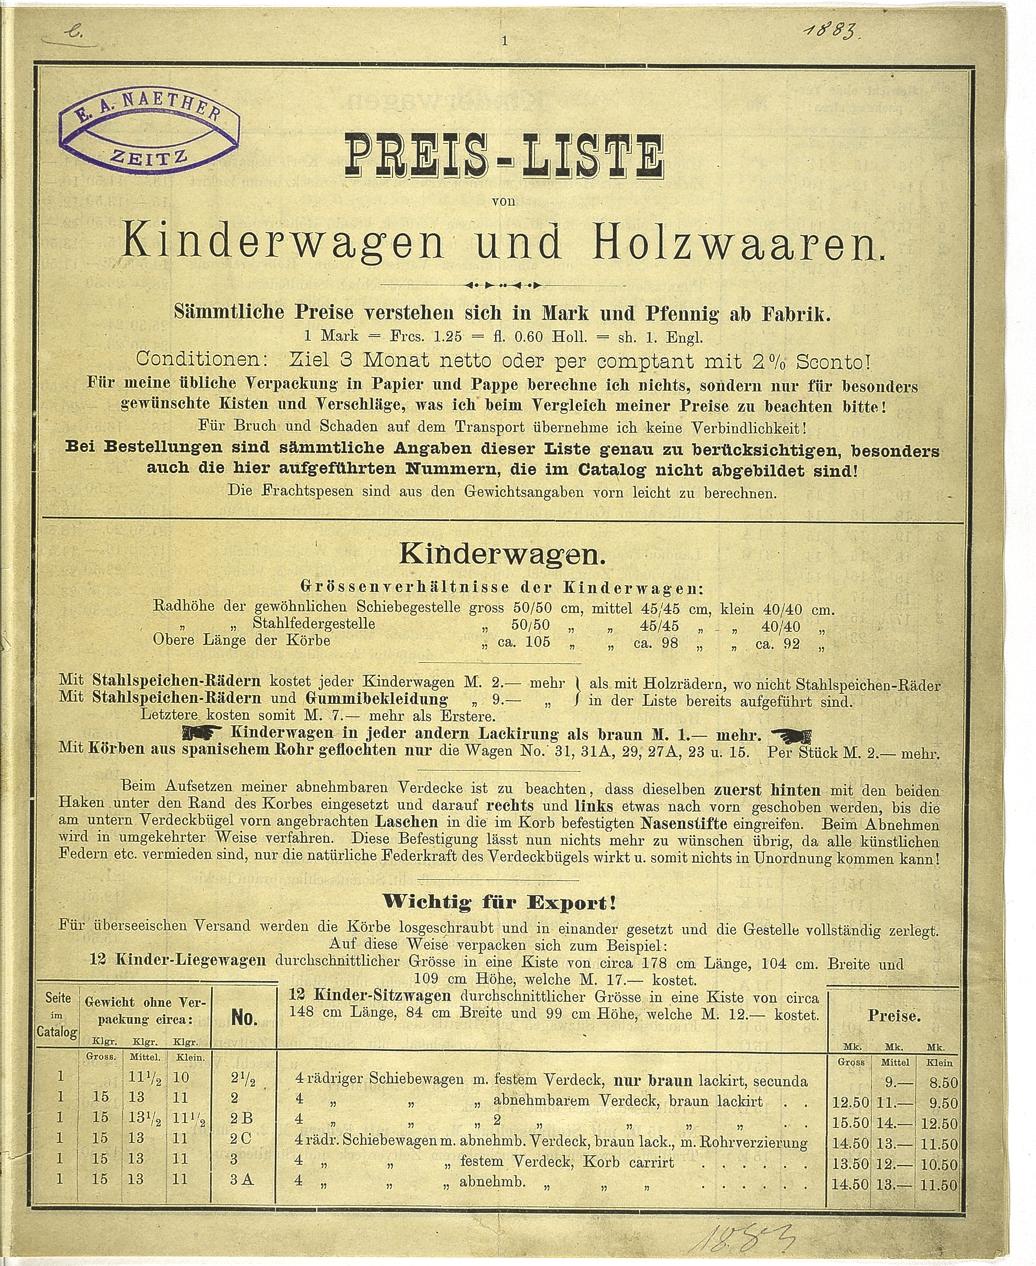 C.
1883.
1
E. A. NAETHER
ZEITZ
PREIS-LISTE
von
Kinderwagen und Holzwaaren.
Sämmtliche Preise verstehen sich in Mark und Pfennig ab Fabrik.
1 Mark = Frcs. 1.25 = fl. 0.60 Holl. = sh. 1. Engl.
Conditionen: Ziel 3 Monat netto oder per comptant mit 2% Sconto!
Für meine übliche Verpackung in Papier und Pappe berechne ich nichts, sondern nur für besonders
gewünschte Kisten und Verschläge, was ich beim Vergleich meiner Preise zu beachten bitte!
Für Bruch und Schaden auf dem Transport übernehme ich keine Verbindlichkeit!
Bei Bestellungen sind sämmtliche Angaben dieser Liste genau zu berücksichtigen, besonders
auch die hier aufgeführten Nummern, die im Catalog nicht abgebildet sind!
Die Frachtspesen sind aus den Gewichtsangaben vorn leicht zu berechnen.
Kinderwagen.
Grössenverhältnisse der Kinderwagen:
Radhöhe der gewöhnlichen Schiebegestelle gross 50/50 cm, mittel 45/45 cm, klein 40/40 cm.
„ „ Stahlfedergestelle „ 50/50 „ „ 45/45 „ „ 40/40 „
Obere Länge der Körbe „ ca. 105 „ „ ca. 98 „ „ ca. 92 „
Mit Stahlspeichen-Rädern kostet jeder Kinderwagen M. 2.— mehr } als mit Holzrädern, wo nicht Stahlspeichen-Räder
Mit Stahlspeichen-Rädern und Gummibekleidung „ 9.— „ } in der Liste bereits aufgeführt sind.
Letztere kosten somit M. 7.— mehr als Erstere.
Kinderwagen in jeder andern Lackirung als braun M. 1.— mehr.
Mit Körben aus spanischem Rohr geflochten nur die Wagen No. 31, 31A, 29, 27A, 23 u. 15. Per Stück M. 2.— mehr.
Beim Aufsetzen meiner abnehmbaren Verdecke ist zu beachten, dass dieselben zuerst hinten mit den beiden
Haken unter den Rand des Korbes eingesetzt und darauf rechts und links etwas nach vorn geschoben werden, bis die
am untern Verdeckbügel vorn angebrachten Laschen in die im Korb befestigten Nasenstifte eingreifen. Beim Abnehmen
wird in umgekehrter Weise verfahren. Diese Befestigung lässt nun nichts mehr zu wünschen übrig, da alle künstlichen
Federn etc. vermieden sind, nur die natürliche Federkraft des Verdeckbügels wirkt u. somit nichts in Unordnung kommen kann!
Wichtig für Export!
Für überseeischen Versand werden die Körbe losgeschraubt und in einander gesetzt und die Gestelle vollständig zerlegt.
Auf diese Weise verpacken sich zum Beispiel:
12 Kinder-Liegewagen durchschnittlicher Grösse in eine Kiste von circa 178 cm Länge, 104 cm. Breite und
109 cm Höhe, welche M. 17.— kostet.
12 Kinder-Sitzwagen durchschnittlicher Grösse in eine Kiste von circa
148 cm Länge, 84 cm Breite und 99 cm Höhe, welche M. 12.— kostet.
Seite im Catalog
Gewicht ohne Verpackung circa:
No.
Preise.
Klgr. Klgr. Klgr. Mk. Mk. Mk.
Gross. Mittel. Klein. Gross Mittel Klein
1 11 1/2 10 2 1/2 4 rädriger Schiebewagen m. festem Verdeck, nur braun lackirt, secunda 9.— 8.50
1 15 13 11 2 4 „ „ „ abnehmbarem Verdeck, braun lackirt . . 12.50 11.— 9.50
1 15 13 1/2 11 1/2 2 B 4 „ „ „ 2 „ „ „ „ . . 15.50 14.— 12.50
1 15 13 11 2 C 4 rädr. Schiebewagen m. abnehmb. Verdeck, braun lack., m. Rohrverzierung 14.50 13.— 11.50
1 15 13 11 3 4 „ „ „ festem Verdeck, Korb carrirt . . . . . . 13.50 12.— 10.50
1 15 13 11 3 A 4 „ „ „ abnehmb. „ „ „ . . . . . . 14.50 13.— 11.50
1883